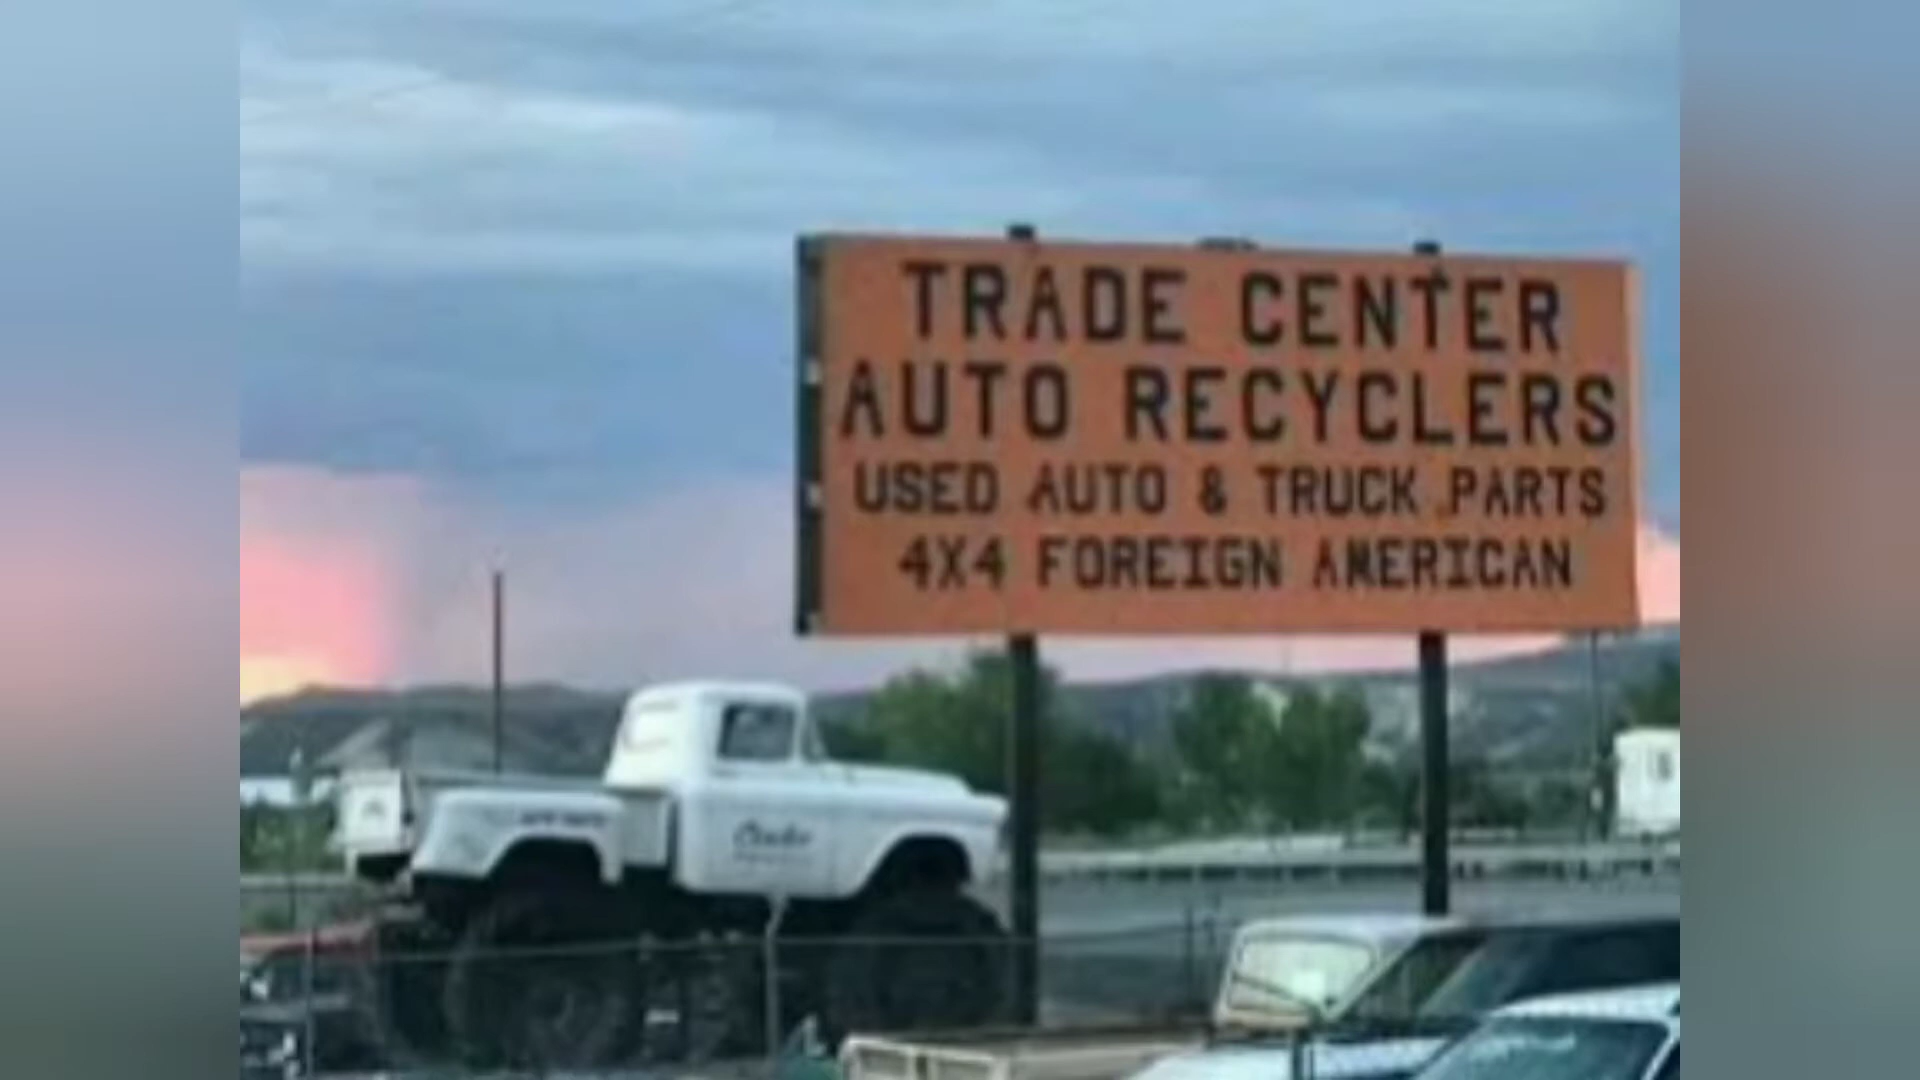 TRADE CENTER
AUTO RECYCLERS
USED AUTO & TRUCK PARTS
4X4 FOREIGN AMERICAN